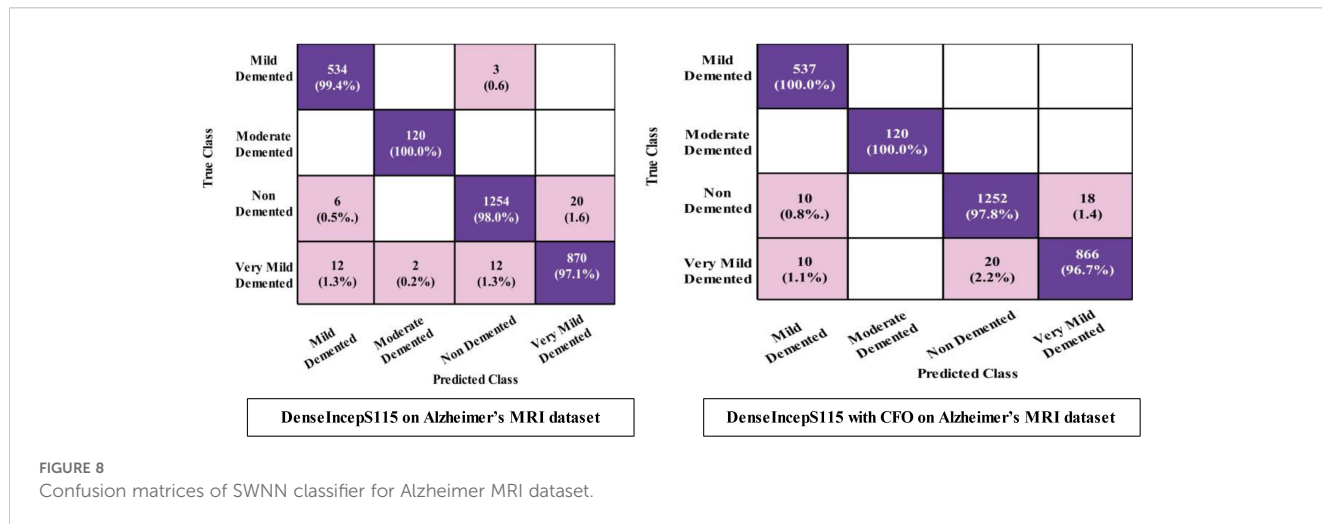 Mild
Demented
534
(99.4%)
3
(0.6)
Moderate
Demented
120
(100.0%)
Non
Demented
6
(0.5%.)
1254
(98.0%)
20
(1.6)
Very Mild
Demented
12
(1.3%)
2
(0.2%)
12
(1.3%)
870
(97.1%)
True Class
Mild
Demented
Moderate
Demented
Non Demented
Very Mild
Demented
Predicted Class
DenseIncepS115 on Alzheimer's MRI dataset
Mild
Demented
537
(100.0%)
Moderate
Demented
120
(100.0%)
Non
Demented
10
(0.8%.)
1252
(97.8%)
18
(1.4)
Very Mild
Demented
10
(1.1%)
20
(2.2%)
866
(96.7%)
True Class
Mild
Demented
Moderate
Demented
Non Demented
Very Mild
Demented
Predicted Class
DenseIncepS115 with CFO on Alzheimer's MRI dataset
FIGURE 8
Confusion matrices of SWNN classifier for Alzheimer MRI dataset.